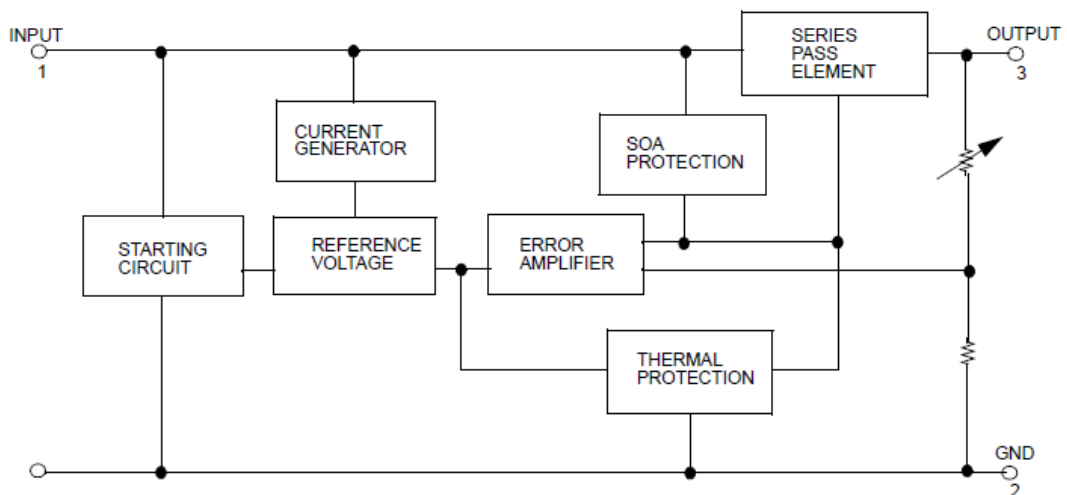 INPUT
1
SERIES
PASS
ELEMENT
OUTPUT
3
CURRENT
GENERATOR
SOA
PROTECTION
STARTING
CIRCUIT
REFERENCE
VOLTAGE
ERROR
AMPLIFIER
THERMAL
PROTECTION
GND
2